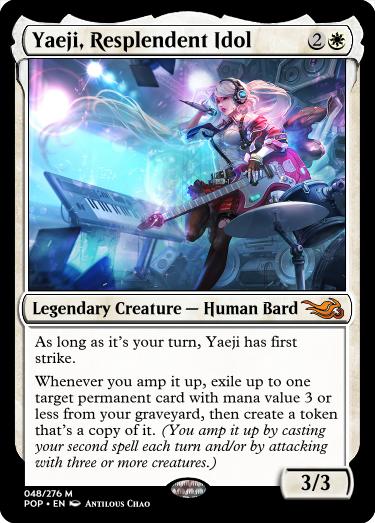 Yaeji, Resplendent Idol 2
Legendary Creature — Human Bard
As long as it's your turn, Yaeji has first
strike.
Whenever you amp it up, exile up to one
target permanent card with mana value 3 or
less from your graveyard, then create a token
that's a copy of it. (You amp it up by casting
your second spell each turn and/or by attacking
with three or more creatures.)
3/3
048/276 M
POP • EN Antilous Chao